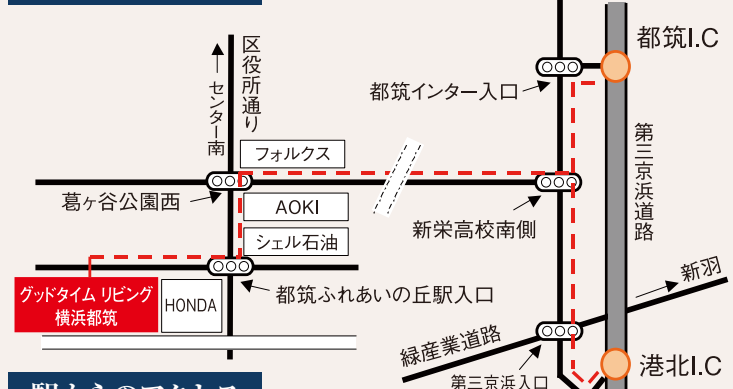 都筑I.C
区役所通り
センター南
都筑インター入口
第三京浜道路
フォルクス
葛ヶ谷公園西
AOKI
新栄高校南側
シェル石油
新羽
グッドタイム リビング
横浜都筑
HONDA
都筑ふれあいの丘駅入口
緑産業道路
港北I.C
第三京浜入口